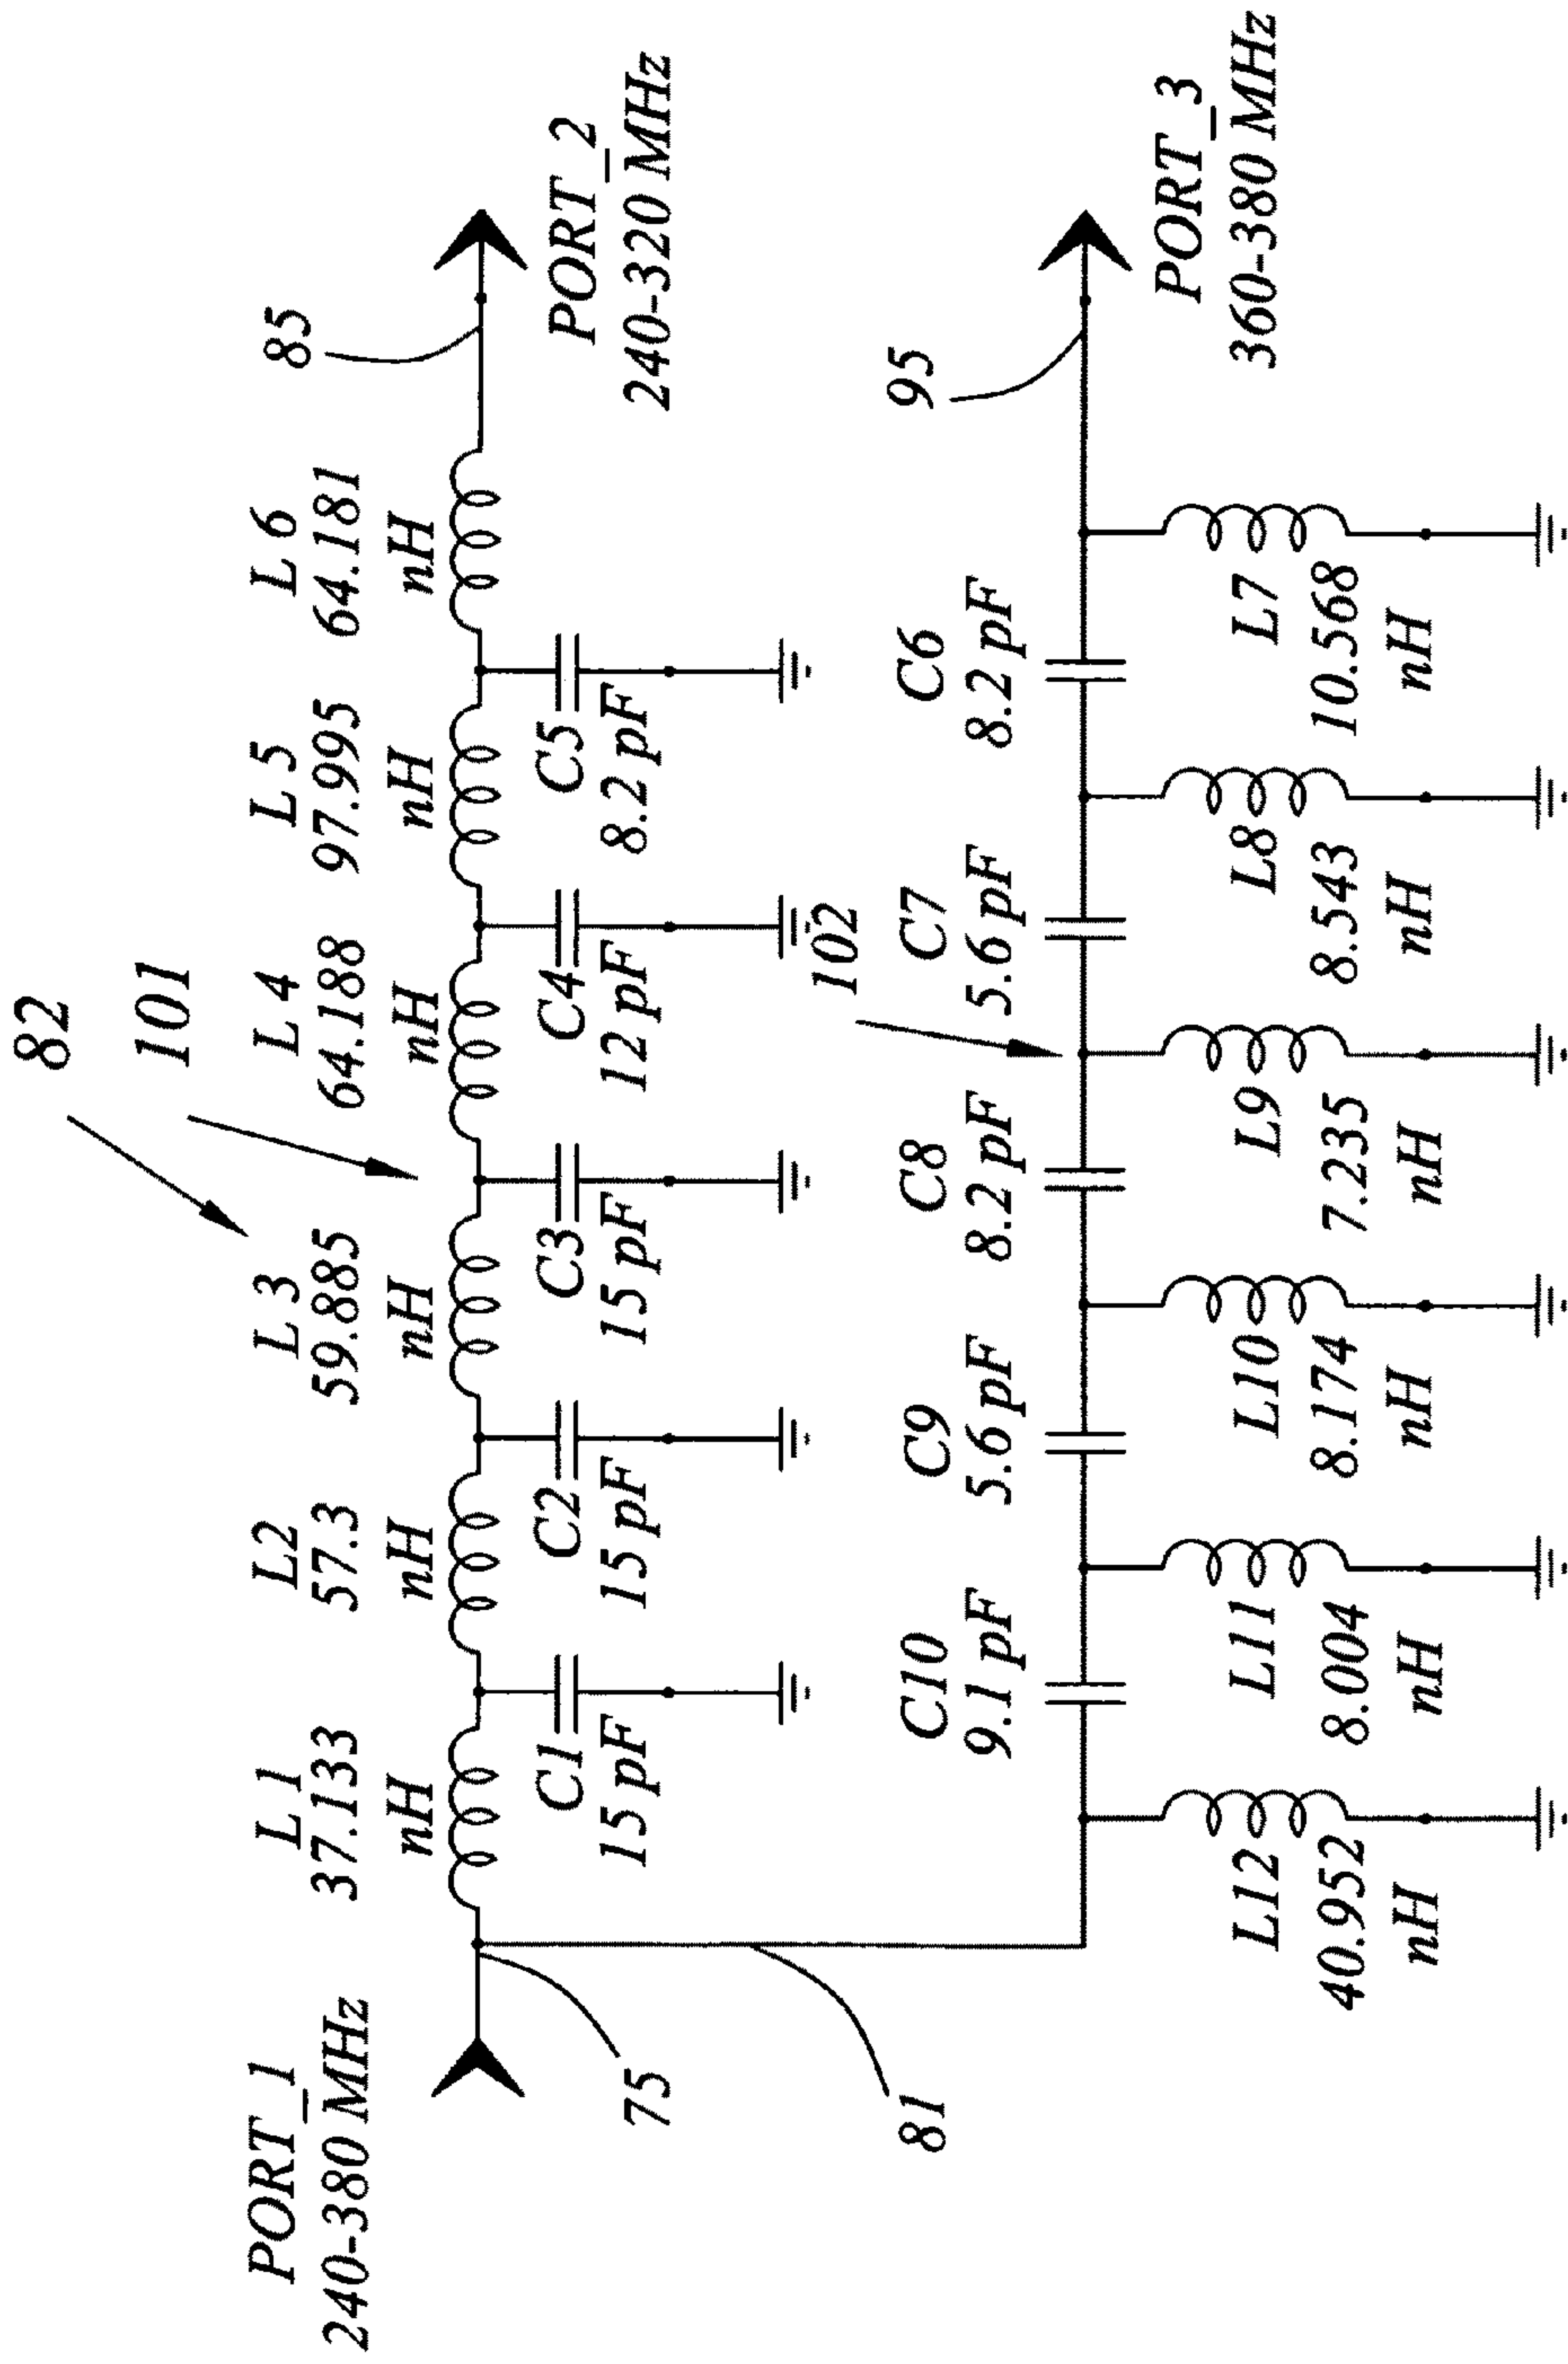 82
101
PORT_1
240-380 MHz
L 1
37.133
nH
L2
57.3
nH
L 3
59.885
nH
L 4
64.188
nH
L 5
97.995
nH
L 6
64.181
nH
85
PORT_2
240-320 MHz
C1
15 pF
C2
15 pF
C3
15 pF
C4
12 pF
C5
8.2 pF
75
81
102
C10
9.1 pF
C9
5.6 pF
C8
8.2 pF
C7
5.6 pF
C6
8.2 pF
95
PORT_3
360-380 MHz
L12
40.952
nH
L11
8.004
nH
L10
8.174
nH
L9
7.235
nH
L8
8.543
nH
L7
10.568
nH